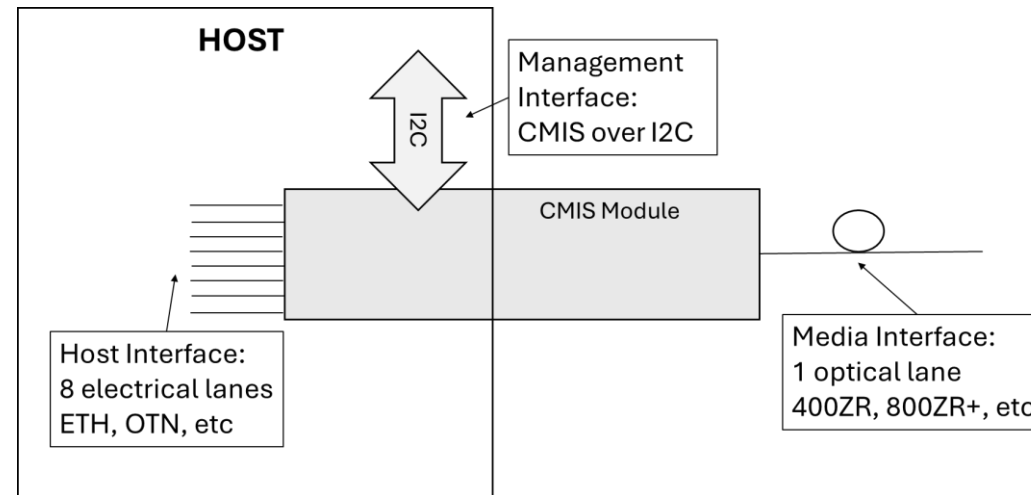 HOST
I2C
Management
Interface:
CMIS over I2C
CMIS Module
Host Interface:
8 electrical lanes
ETH, OTN, etc
Media Interface:
1 optical lane
400ZR, 800ZR+, etc